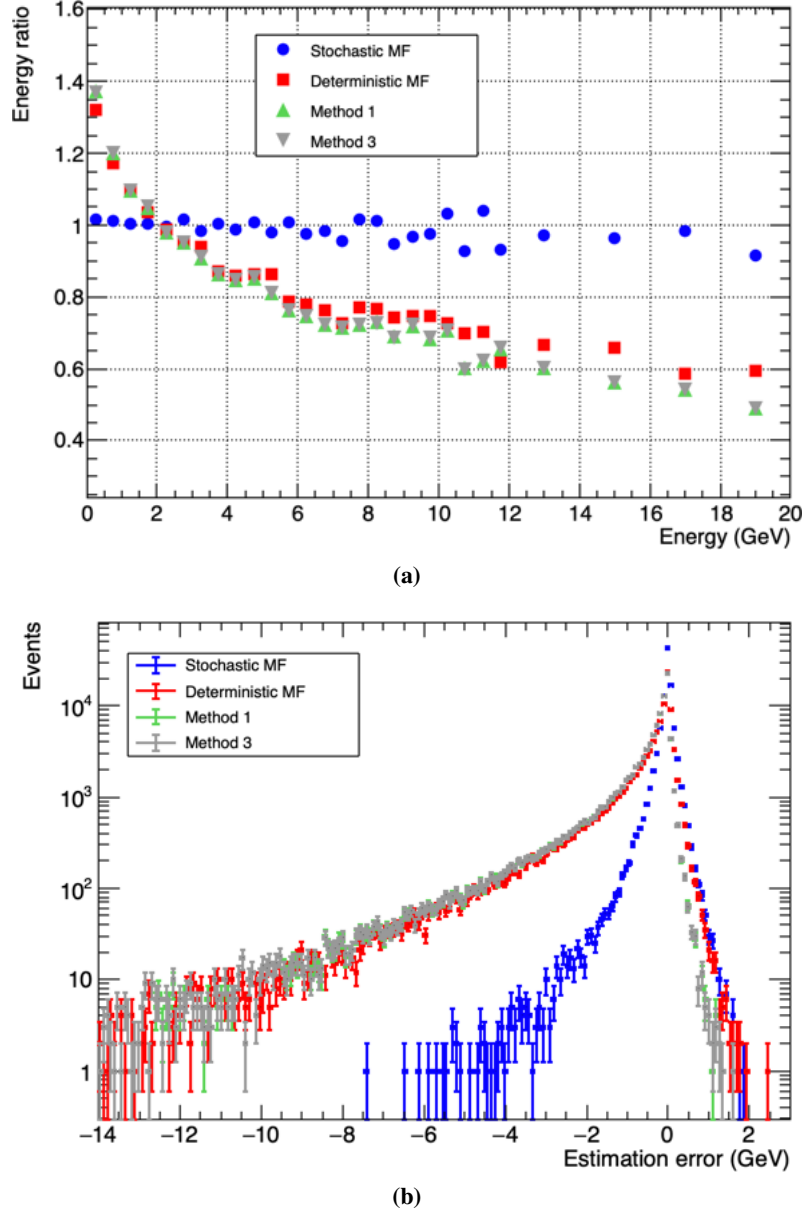 Energy ratio
1.6
1.4
1.2
1
0.8
0.6
0.4
Stochastic MF
Deterministic MF
Method 1
Method 3
0 2 4 6 8 10 12 14 16 18 20
Energy (GeV)
(a)
Events
10⁴
10³
10²
10
1
Stochastic MF
Deterministic MF
Method 1
Method 3
−14 −12 −10 −8 −6 −4 −2 0 2
Estimation error (GeV)
(b)